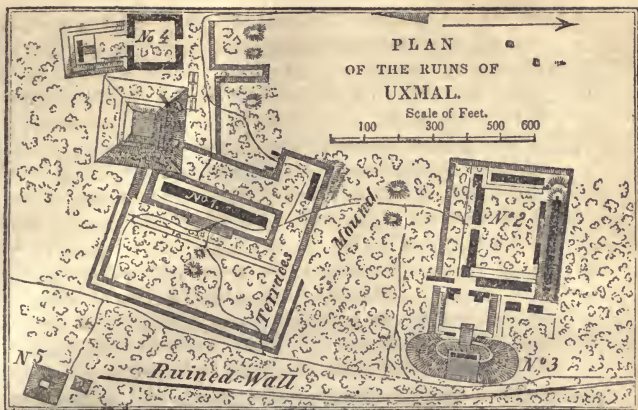 No 4
PLAN
OF THE RUINS OF
UXMAL.
Scale of Feet.
100 300 500 600
No 1.
No 2
Mound
Terraces
No 3
No 5
Ruined Wall